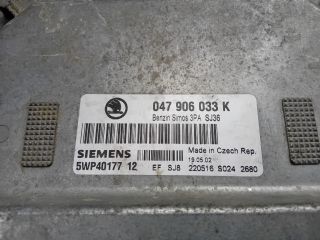 047 906 033 K
Benzin Simos 3PA SJ36
SIEMENS
Made in Czech Rep.
19.05.02
5WP40177 12
EF SJ6 220516 S024 2680